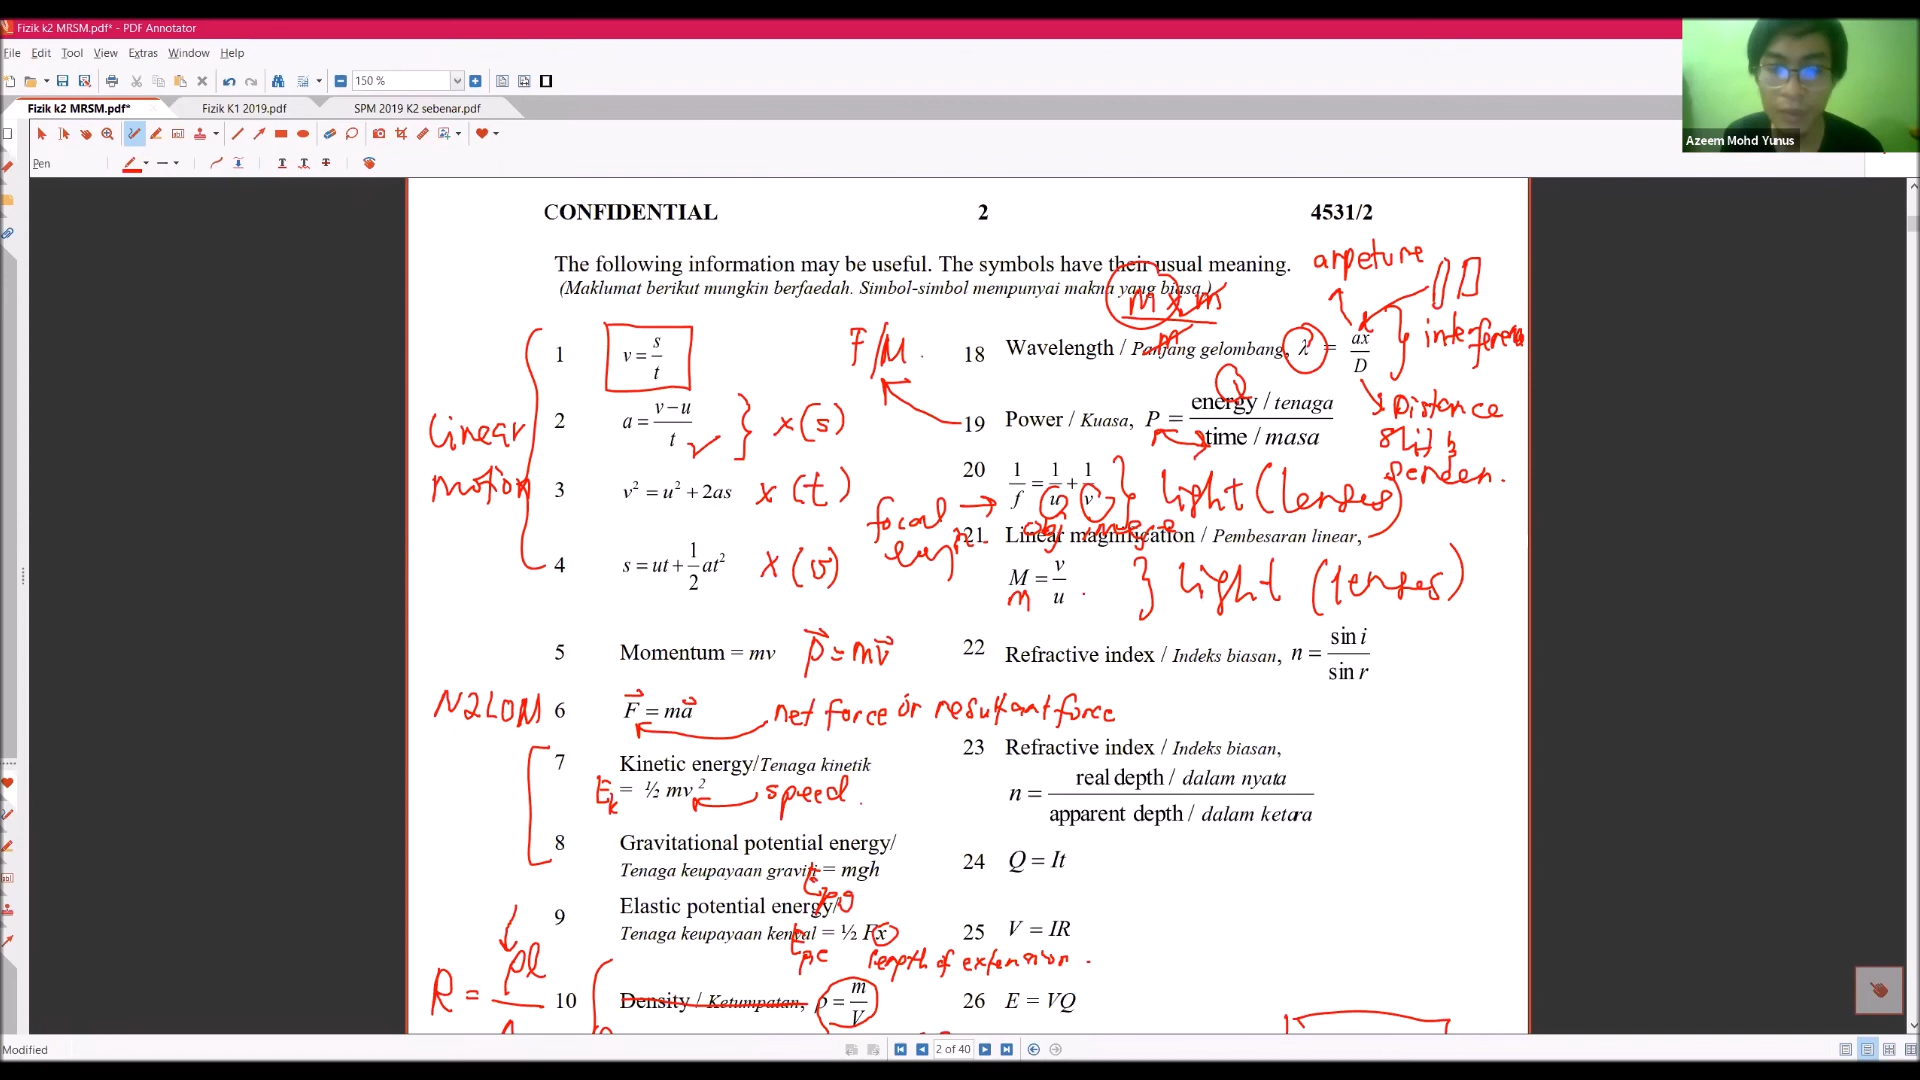 Fizik k2 MRSM.pdf* - PDF Annotator
File Edit Tool View Extras Window Help
150 %
Fizik k2 MRSM.pdf* Fizik K1 2019.pdf SPM 2019 K2 sebenar.pdf
Pen
Azeem Mohd Yunus
CONFIDENTIAL 2 4531/2
The following information may be useful. The symbols have their usual meaning.
(Maklumat berikut mungkin berfaedah. Simbol-simbol mempunyai makna yang biasa.)
Linear motion
1 v = s/t
2 a = (v – u)/t } x (s)
3 v² = u² + 2as x (t)
4 s = ut + 1/2 at² x (v)
5 Momentum = mv p = mv
N2LOM 6 F = ma net force or resultant force
7 Kinetic energy/Tenaga kinetik
Ek = ½ mv² speed
8 Gravitational potential energy/
Tenaga keupayaan graviti = mgh
9 Elastic potential energy/
Tenaga keupayaan kenyal = ½ Fx
length of extension.
R = ρl
10 Density / Ketumpatan, ρ = m/V
m x m
m
arpeture
interference
18 Wavelength / Panjang gelombang, λ = ax/D
Distance
slit &
F/M
Q
19 Power / Kuasa, P = energy / tenaga
time / masa
20 1/f = 1/u + 1/v } light (lenses)
focal
obj image
21 Linear magnification / Pembesaran linear,
M = v/u } light (lenses)
m
22 Refractive index / Indeks biasan, n = sin i / sin r
23 Refractive index / Indeks biasan,
n = real depth / dalam nyata
apparent depth / dalam ketara
24 Q = It
25 V = IR
26 E = VQ
Modified
2 of 40